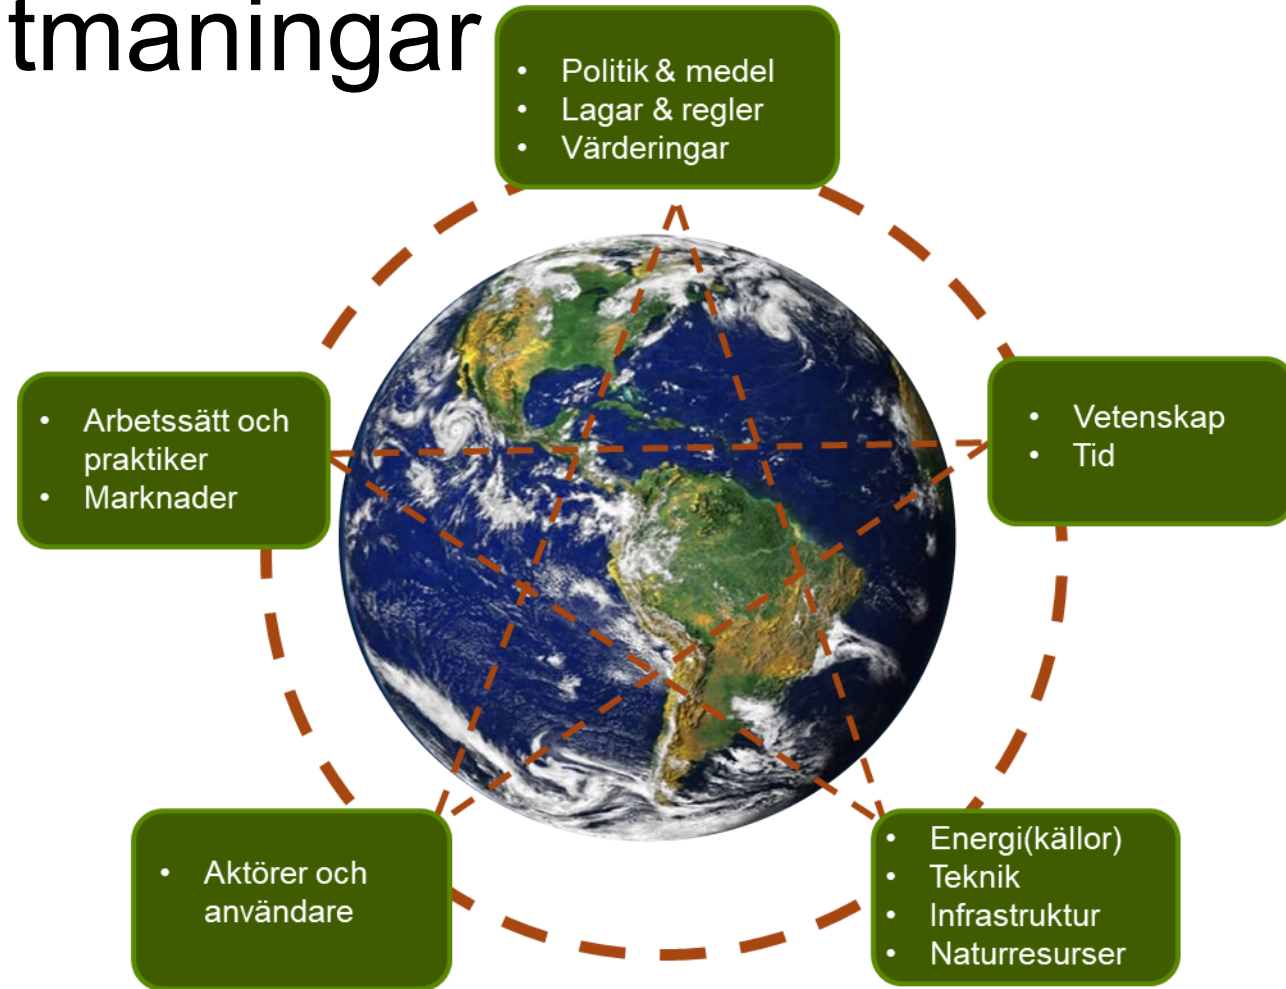 tmaningar
• Politik & medel
• Lagar & regler
• Värderingar
• Arbetssätt och
praktiker
• Marknader
• Vetenskap
• Tid
• Aktörer och
användare
• Energi(källor)
• Teknik
• Infrastruktur
• Naturresurser